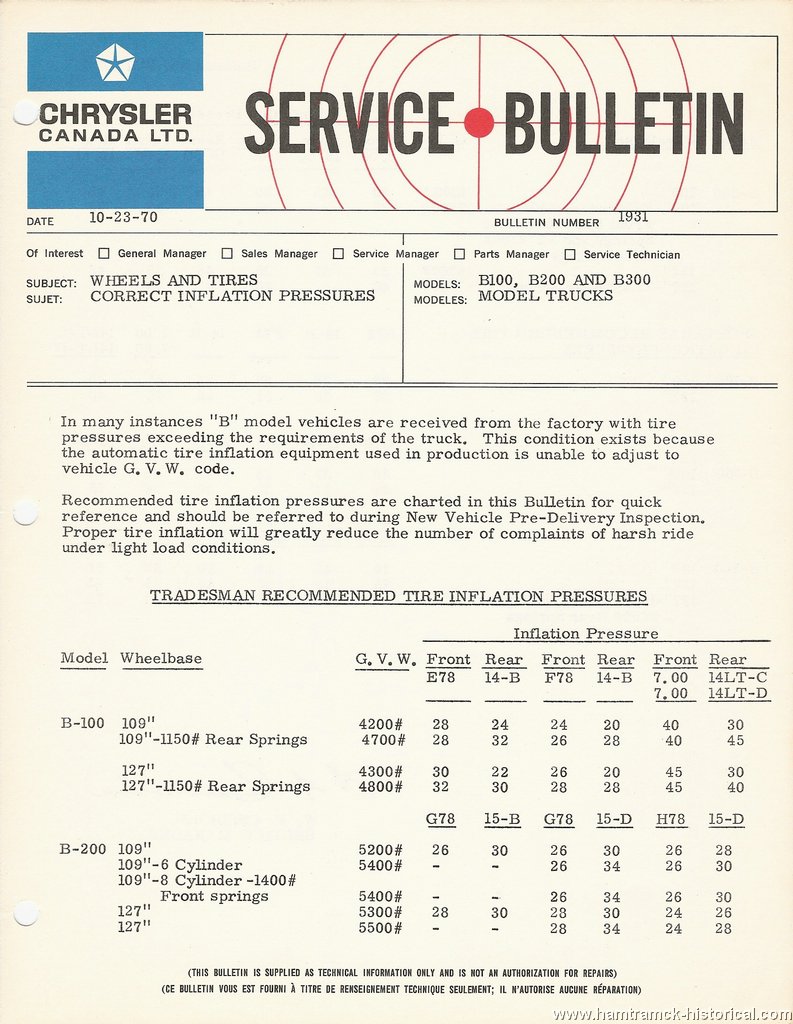 CHRYSLER
CANADA LTD.
SERVICE BULLETIN
DATE 10-23-70 BULLETIN NUMBER 1931
Of Interest General Manager Sales Manager Service Manager Parts Manager Service Technician
SUBJECT: WHEELS AND TIRES MODELS: B100, B200 AND B300
SUJET: CORRECT INFLATION PRESSURES MODELES: MODEL TRUCKS
In many instances "B" model vehicles are received from the factory with tire
pressures exceeding the requirements of the truck. This condition exists because
the automatic tire inflation equipment used in production is unable to adjust to
vehicle G. V. W. code.
Recommended tire inflation pressures are charted in this Bulletin for quick
reference and should be referred to during New Vehicle Pre-Delivery Inspection.
Proper tire inflation will greatly reduce the number of complaints of harsh ride
under light load conditions.
TRADESMAN RECOMMENDED TIRE INFLATION PRESSURES
Inflation Pressure
Model Wheelbase G. V. W. Front Rear Front Rear Front Rear
E78 14-B F78 14-B 7.00 14LT-C
7.00 14LT-D
B-100 109" 4200# 28 24 24 20 40 30
109"-1150# Rear Springs 4700# 28 32 26 28 40 45
127" 4300# 30 22 26 20 45 30
127"-1150# Rear Springs 4800# 32 30 28 28 45 40
G78 15-B G78 15-D H78 15-D
B-200 109" 5200# 26 30 26 30 26 28
109"-6 Cylinder 5400# - - 26 34 26 30
109"-8 Cylinder -1400#
Front springs 5400# - - 26 34 26 30
127" 5300# 28 30 28 30 24 26
127" 5500# - - 28 34 24 28
(THIS BULLETIN IS SUPPLIED AS TECHNICAL INFORMATION ONLY AND IS NOT AN AUTHORIZATION FOR REPAIRS)
(CE BULLETIN VOUS EST FOURNI À TITRE DE RENSEIGNEMENT TECHNIQUE SEULEMENT; IL N'AUTORISE AUCUNE RÉPARATION)
www.hamtramck-historical.com